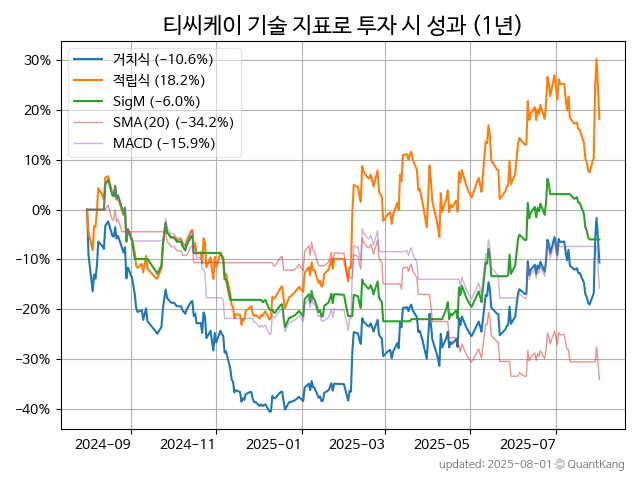 티씨케이 기술 지표로 투자 시 성과 (1년)
거치식 (−10.6%)
적립식 (18.2%)
SigM (−6.0%)
SMA(20) (−34.2%)
MACD (−15.9%)
30%
20%
10%
0%
−10%
−20%
−30%
−40%
2024-09 2024-11 2025-01 2025-03 2025-05 2025-07
updated: 2025-08-01 © QuantKang